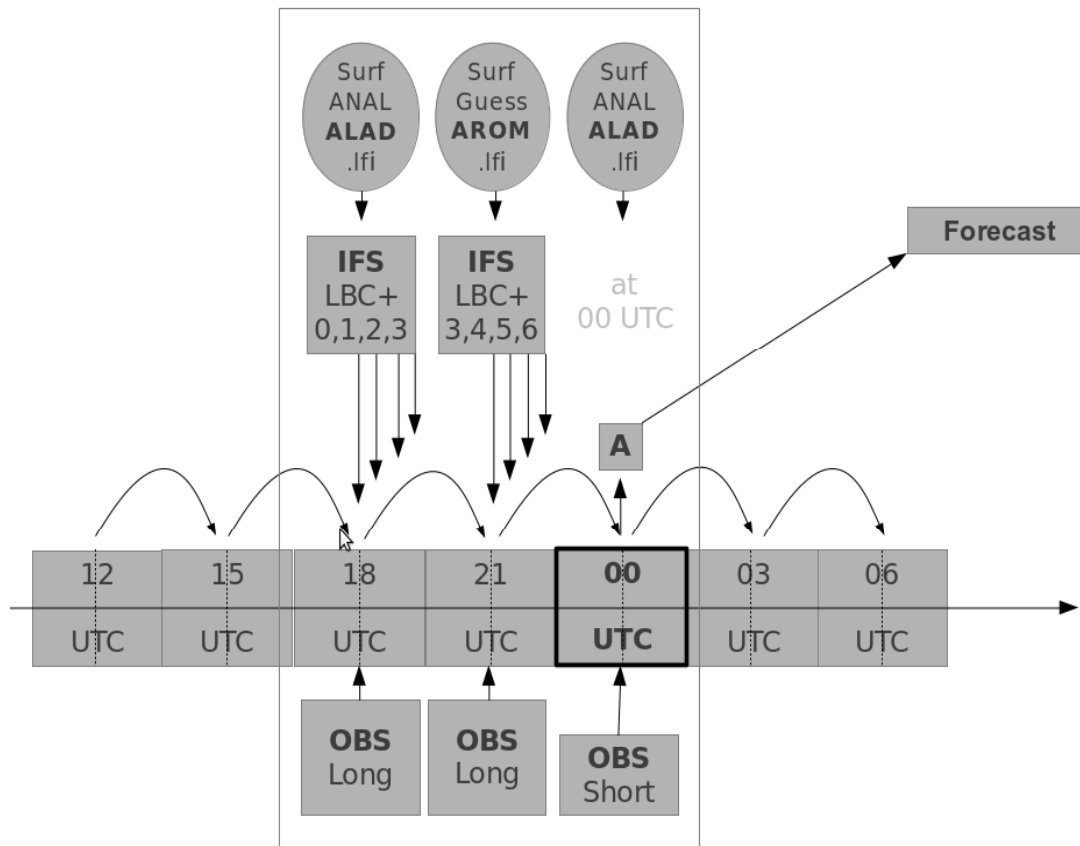 Surf
ANAL
ALAD
.lfi
Surf
Guess
AROM
.lfi
Surf
ANAL
ALAD
.lfi
Forecast
IFS
LBC+
0,1,2,3
IFS
LBC+
3,4,5,6
at
00 UTC
A
12
UTC
15
UTC
18
UTC
21
UTC
00
UTC
03
UTC
06
UTC
OBS
Long
OBS
Long
OBS
Short